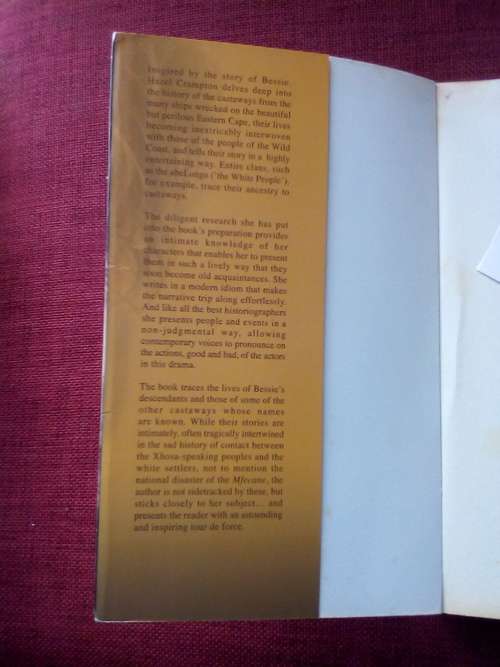 Inspired by the story of Bessie,
Hazel Crampton delves deep into
the history of the castaways from the
many ships wrecked on the beautiful
but perilous Eastern Cape, their lives
becoming inextricably interwoven
with those of the people of the Wild
Coast, and tells their story in a highly
entertaining way. Entire clans, such
as the abeLungu ('the White People'),
for example, trace their ancestry to
castaways.
The diligent research she has put
into the book's preparation provides
an intimate knowledge of her
characters that enables her to present
them in such a lively way that they
soon become old acquaintances. She
writes in a modern idiom that makes
the narrative trip along effortlessly.
And like all the best historiographers
she presents people and events in a
non-judgmental way, allowing
contemporary voices to pronounce on
the actions, good and bad, of the actors
in this drama.
The book traces the lives of Bessie's
descendants and those of some of the
other castaways whose names
are known. While their stories are
intimately, often tragically intertwined
in the sad history of contact between
the Xhosa-speaking peoples and the
white settlers, not to mention the
national disaster of the Mfecane, the
author is not sidetracked by these, but
sticks closely to her subject... and
presents the reader with an astounding
and inspiring tour de force.